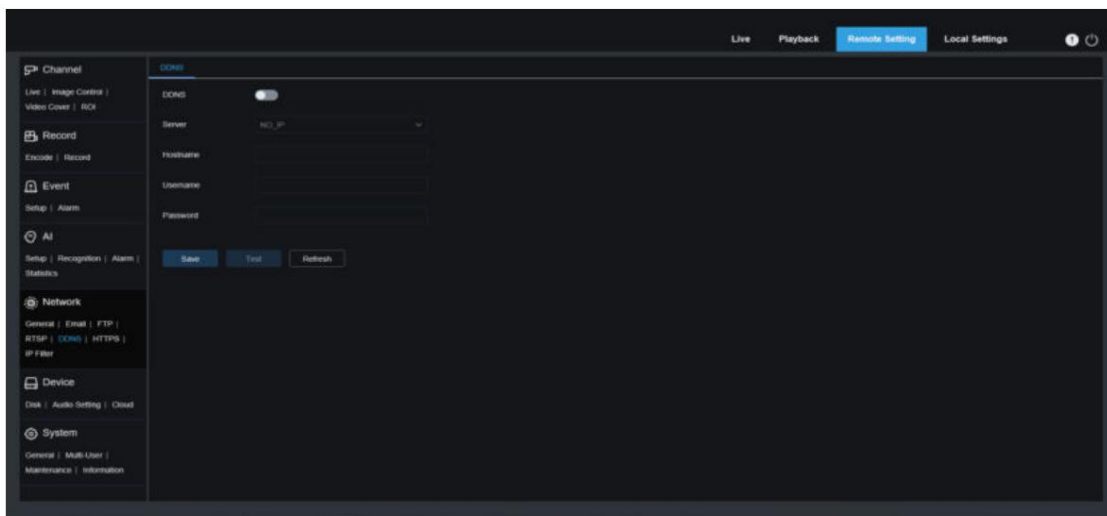 Live Playback Remote Setting Local Settings
Channel
Live | Image Control |
Video Cover | ROI
Record
Encode | Record
Event
Setup | Alarm
AI
Setup | Recognition | Alarm |
Statistics
Network
General | Email | FTP |
RTSP | DDNS | HTTPS |
IP Filter
Device
Disk | Audio Setting | Cloud
System
General | Multi-User |
Maintenance | Information
DDNS
DDNS
Server NO_IP
Hostname
Username
Password
Save Test Refresh